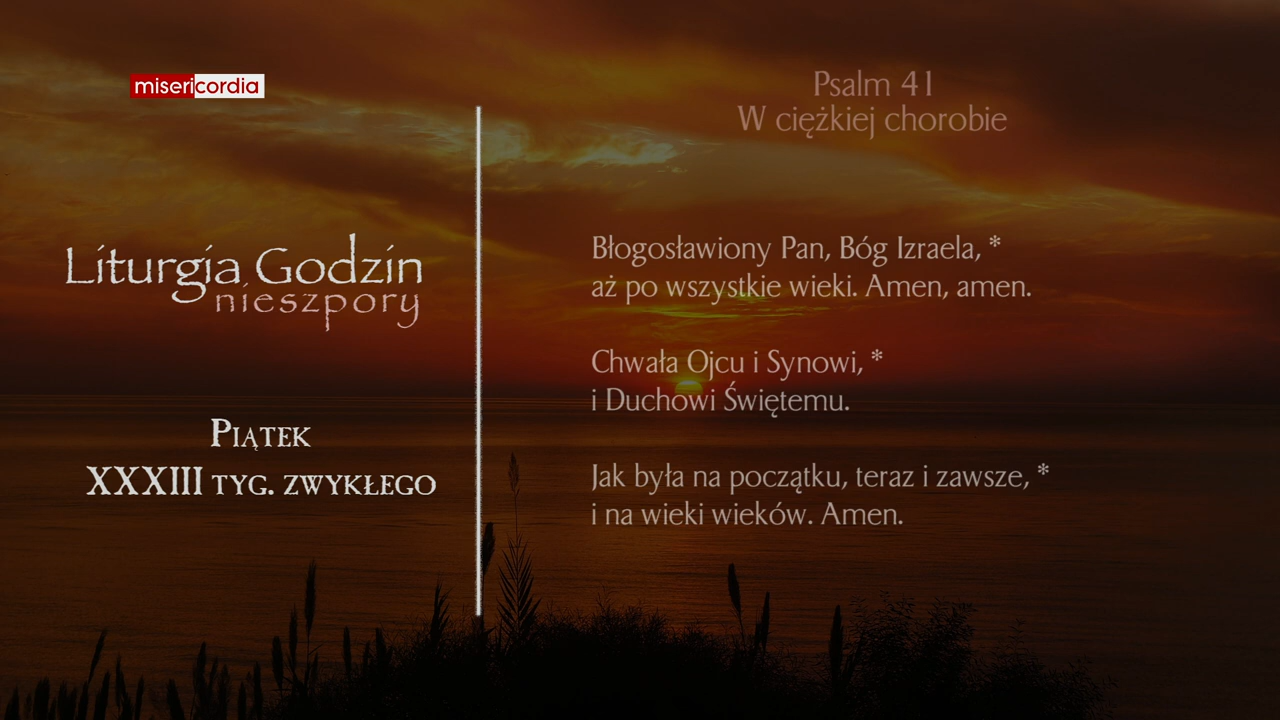 misericordia
Liturgia Godzin
nieszpory
Piątek
XXXIII tyg. zwykłego
Psalm 41
W ciężkiej chorobie
Błogosławiony Pan, Bóg Izraela, *
aż po wszystkie wieki. Amen, amen.
Chwała Ojcu i Synowi, *
i Duchowi Świętemu.
Jak była na początku, teraz i zawsze, *
i na wieki wieków. Amen.